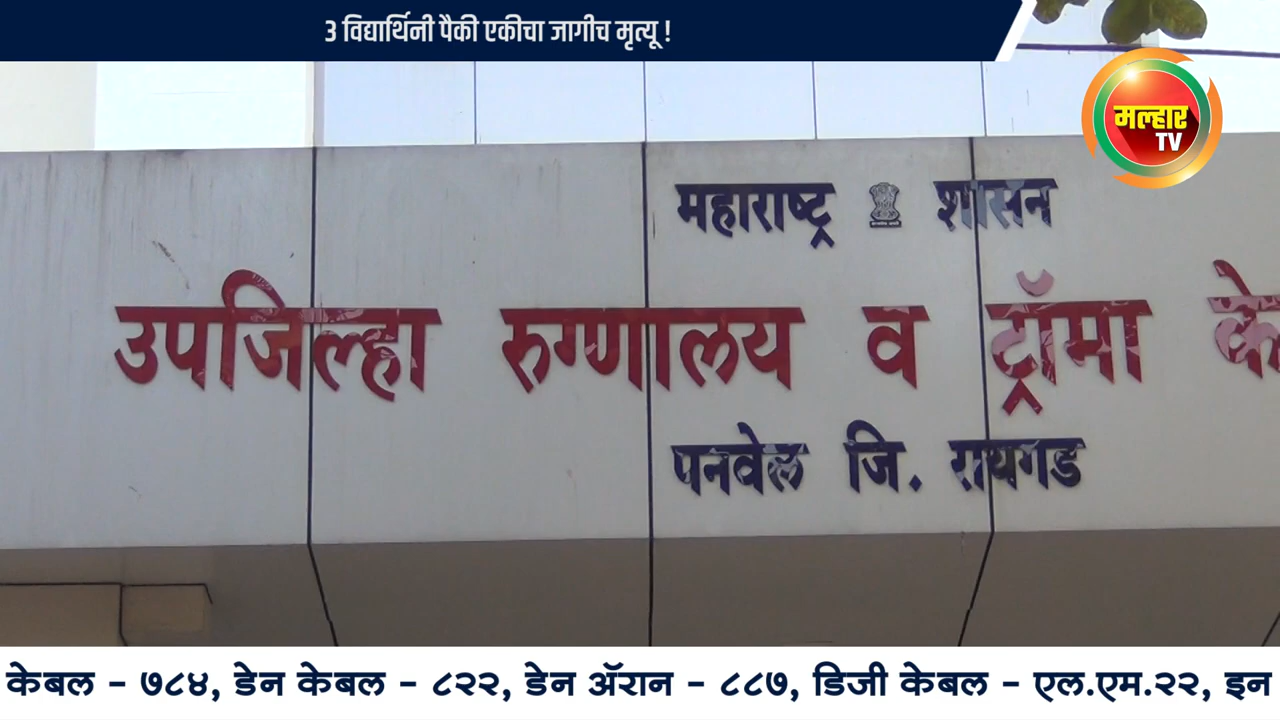 3 विद्यार्थिनी पैकी एकीचा जागीच मृत्यू !
मल्हार
TV
महाराष्ट्र शासन
उपजिल्हा रुग्णालय व ट्रॉमा के
पनवेल जि. रायगड
केबल - ७८४, डेन केबल - ८२२, डेन ॲरान - ८८७, डिजी केबल - एल.एम.२२, इन